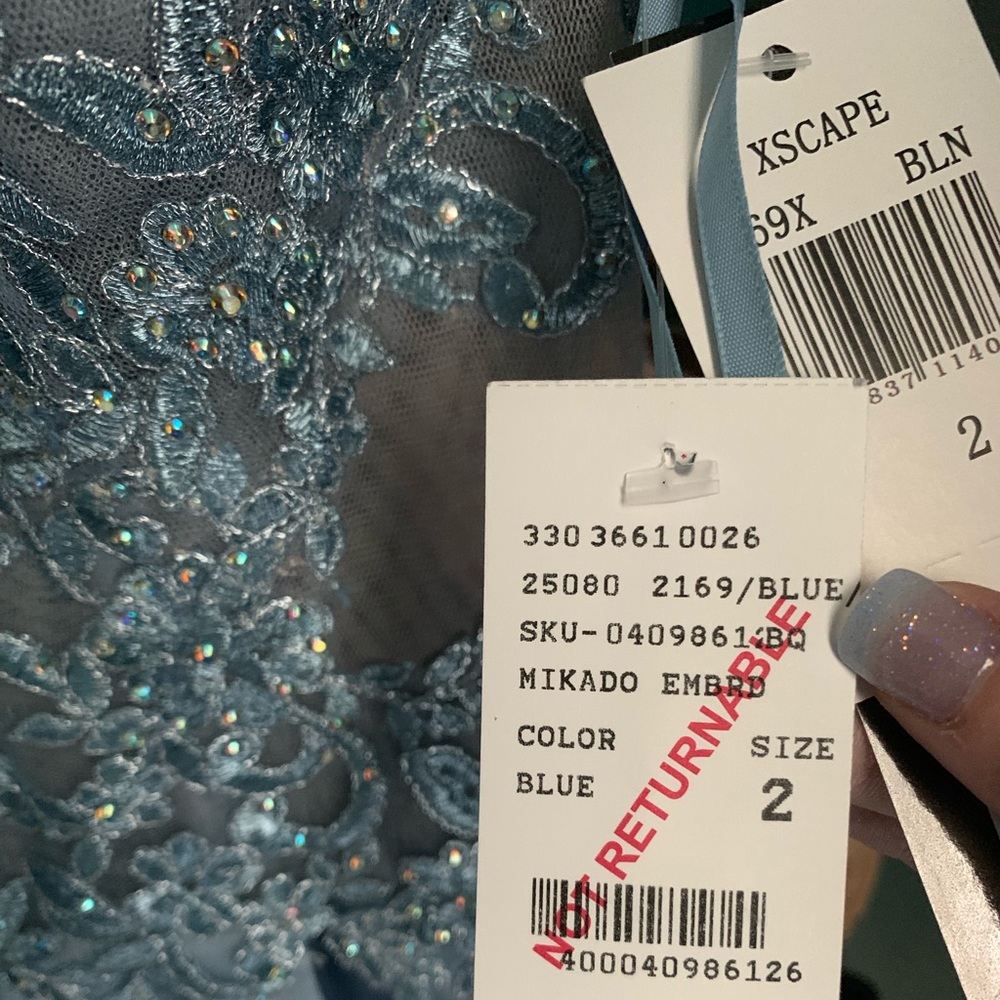 XSCAPE
69X BLN
837 1140
2
330 36610026
25080 2169/BLUE/
SKU-04098612BQ
MIKADO EMBRD
COLOR SIZE
BLUE 2
NOT RETURNABLE
400040986126